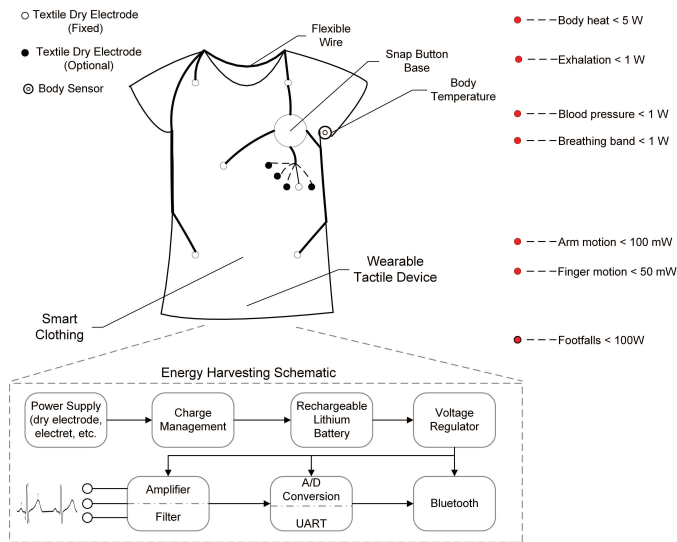 Textile Dry Electrode
(Fixed)
Textile Dry Electrode
(Optional)
Body Sensor
Flexible
Wire
Snap Button
Base
Body
Temperature
Wearable
Tactile Device
Smart
Clothing
Body heat < 5 W
Exhalation < 1 W
Blood pressure < 1 W
Breathing band < 1 W
Arm motion < 100 mW
Finger motion < 50 mW
Footfalls < 100W
Energy Harvesting Schematic
Power Supply
(dry electrode,
electret, etc.
Charge
Management
Rechargeable
Lithium
Battery
Voltage
Regulator
Amplifier
Filter
A/D
Conversion
UART
Bluetooth